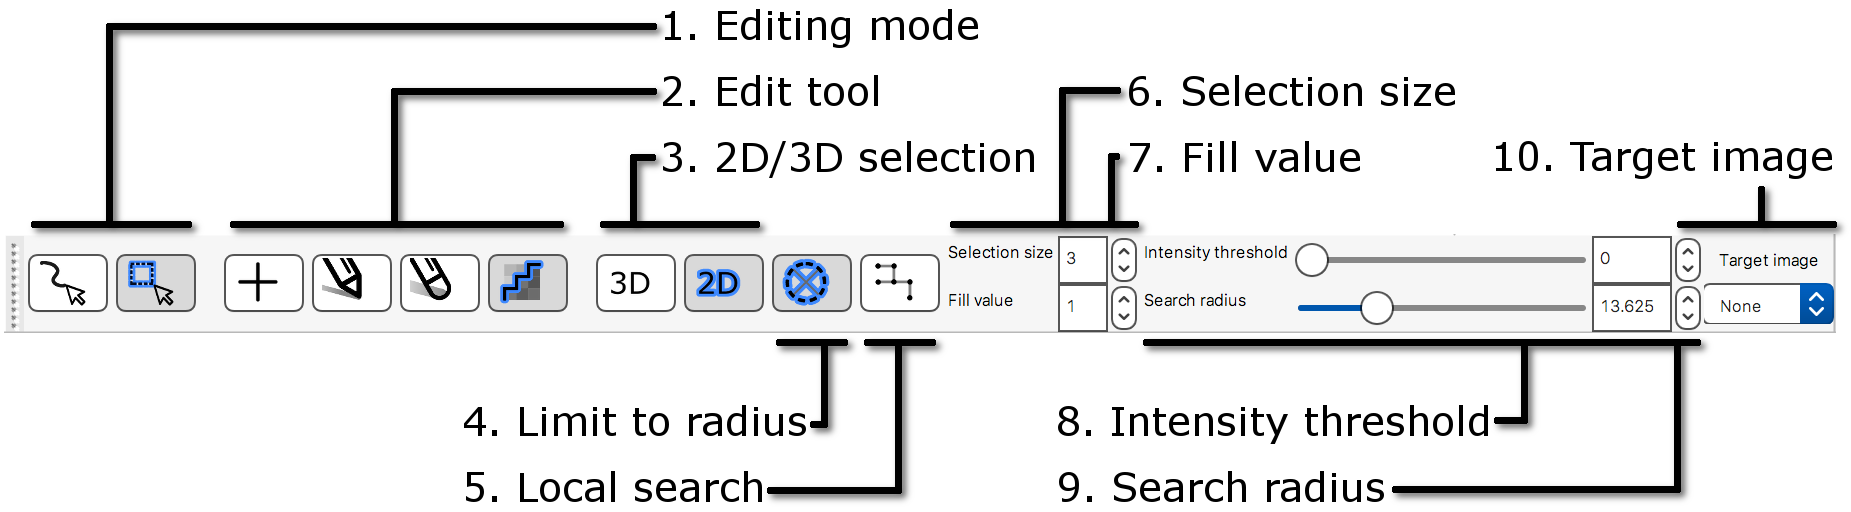 1. Editing mode
2. Edit tool
6. Selection size
3. 2D/3D selection
7. Fill value
10. Target image
Selection size 3
Intensity threshold 0
Target image
3D
2D
Fill value 1
Search radius 13.625
None
4. Limit to radius
8. Intensity threshold
5. Local search
9. Search radius